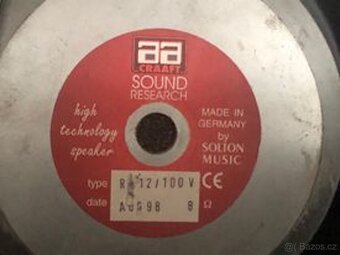 aa
CRAAFT
SOUND
RESEARCH
high
technology
speaker
MADE IN
GERMANY
by
SOLTON
MUSIC
type 12/100 V
CE
date AUG98 8 Ω
bazos.cz